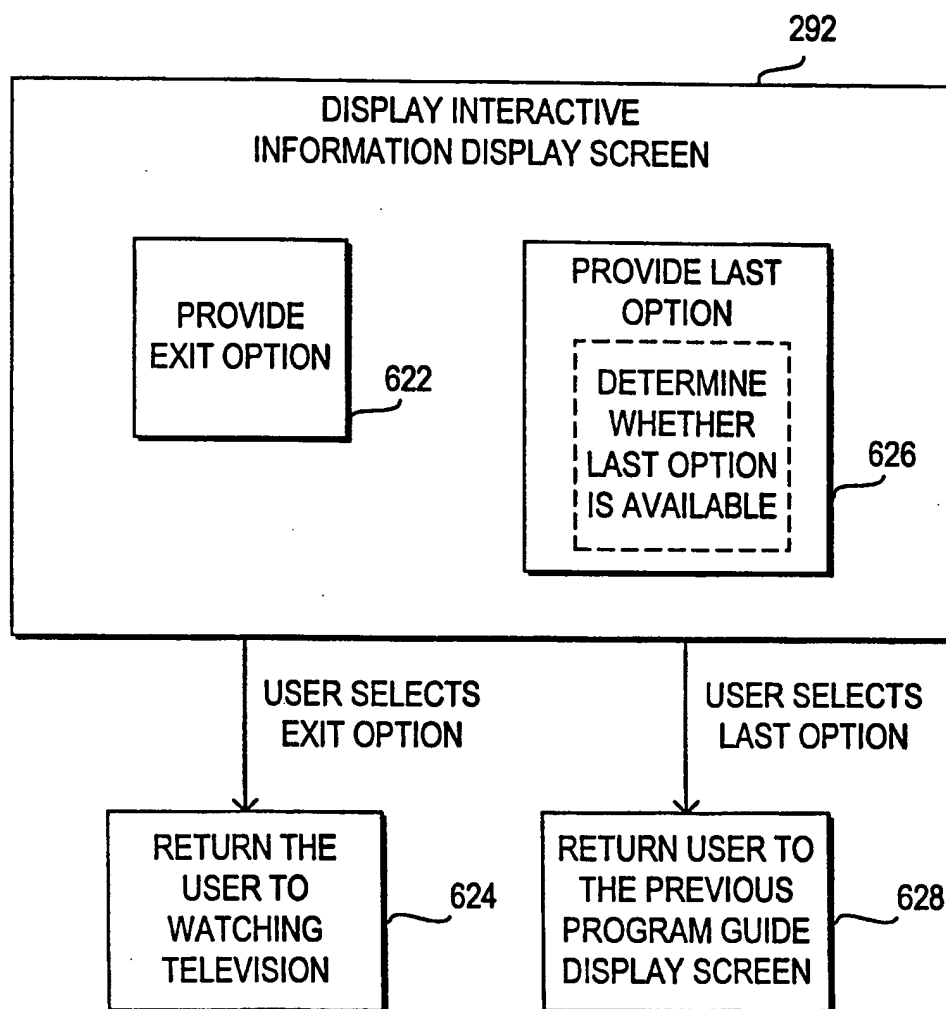 292
DISPLAY INTERACTIVE
INFORMATION DISPLAY SCREEN
PROVIDE
EXIT OPTION
622
PROVIDE LAST
OPTION
DETERMINE
WHETHER
LAST OPTION
IS AVAILABLE
626
USER SELECTS
EXIT OPTION
USER SELECTS
LAST OPTION
RETURN THE
USER TO
WATCHING
TELEVISION
624
RETURN USER TO
THE PREVIOUS
PROGRAM GUIDE
DISPLAY SCREEN
628